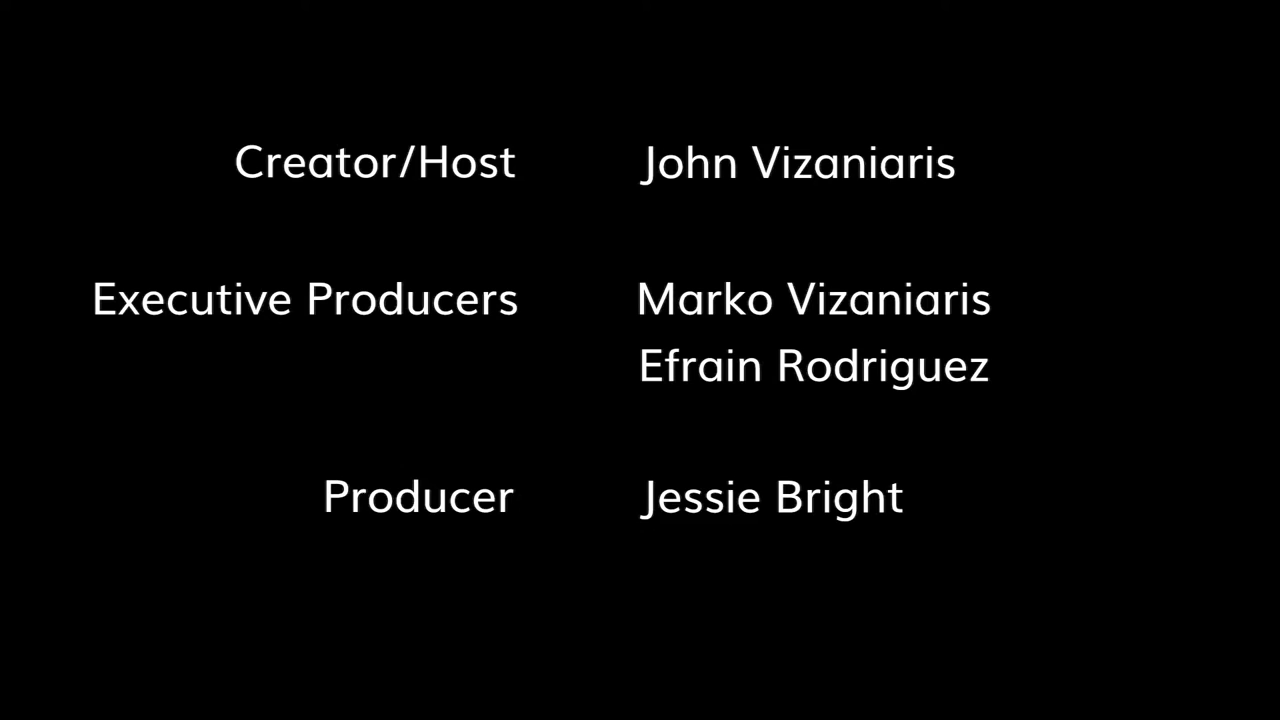 Creator/Host John Vizaniaris
Executive Producers Marko Vizaniaris
Efrain Rodriguez
Producer Jessie Bright